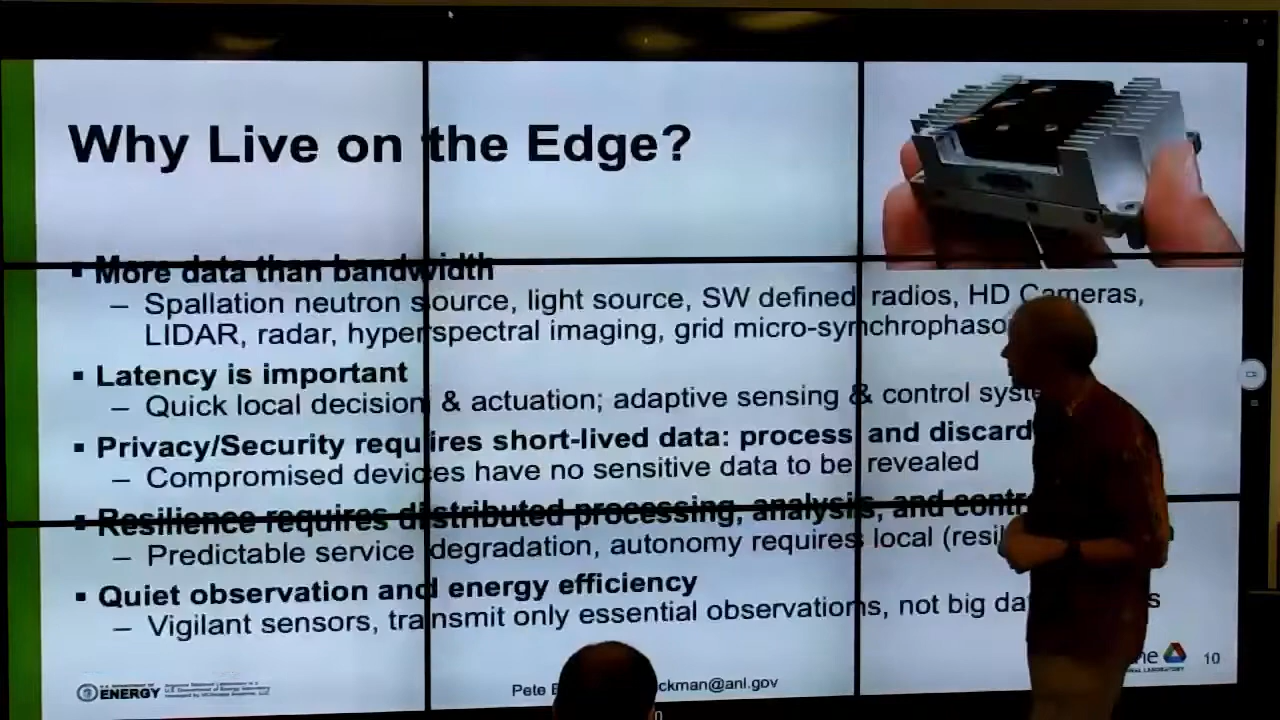 Why Live on the Edge?
▪ More data than bandwidth
– Spallation neutron source, light source, SW defined radios, HD Cameras,
LIDAR, radar, hyperspectral imaging, grid micro-synchrophaso
▪ Latency is important
– Quick local decision & actuation; adaptive sensing & control syste
▪ Privacy/Security requires short-lived data: process and discard
– Compromised devices have no sensitive data to be revealed
▪ Resilience requires distributed processing, analysis, and contr
– Predictable service degradation, autonomy requires local (resil
▪ Quiet observation and energy efficiency
– Vigilant sensors, transmit only essential observations, not big da s
ENERGY
Pete B ckman@anl.gov
ne
10